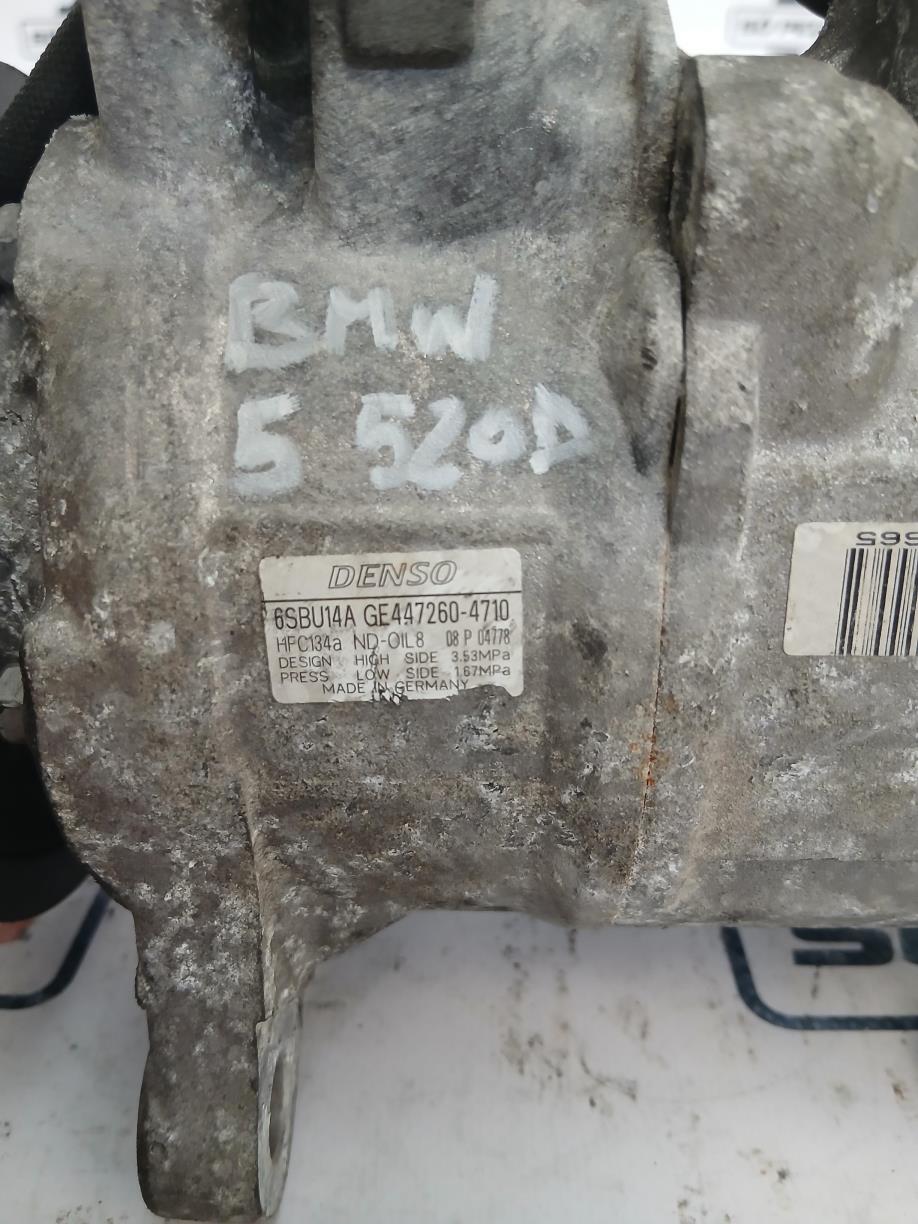 BMW
5 520D
DENSO
6SBU14A GE447260-4710
HFC134a ND-OIL8 08 P 04778
DESIGN HIGH SIDE 3.53MPa
PRESS LOW SIDE 1.67MPa
MADE IN GERMANY
565